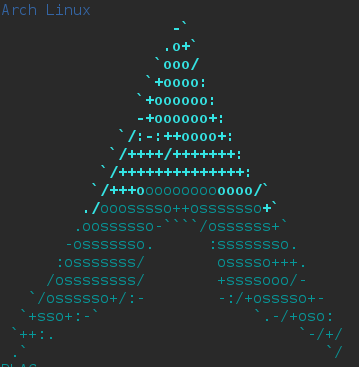 Arch Linux
-`
.o+`
`ooo/
`+oooo:
`+oooooo:
-+oooooo+:
`/:-:++oooo+:
`/++++/+++++++:
`/++++++++++++++:
`/+++ooooooooooooo/`
./ooosssso++osssssso+`
.oossssso-````/ossssss+`
-osssssso.      :ssssssso.
:osssssss/        osssso+++.
/ossssssss/        +ssssooo/-
`/ossssso+/:-        -:/+osssso+-
`+sso+:-`                 `.-/+oso:
`++:.                           `-/+/
.`                                 `/